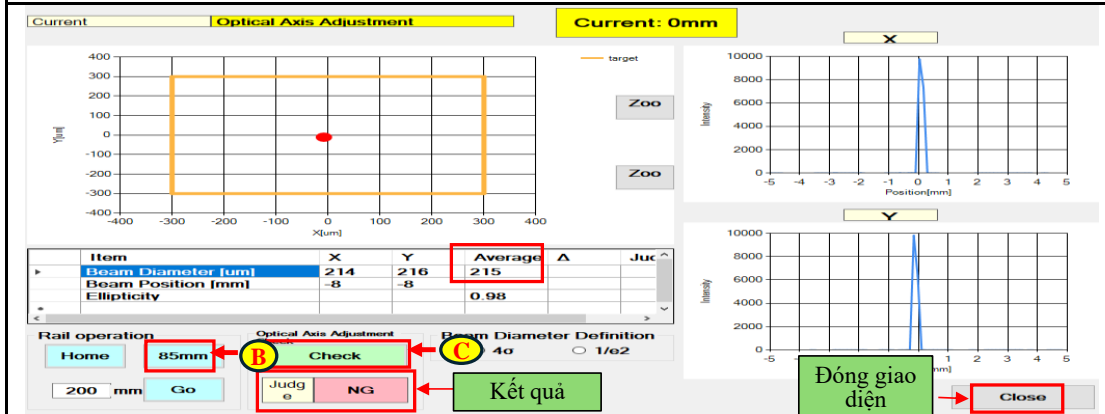 Current
Optical Axis Adjustment
Current: 0mm
400
300
200
100
0
-100
-200
-300
-400
Y[um]
-400 -300 -200 -100 0 100 200 300 400
X[um]
target
Zoo
Zoo
X
10000
8000
6000
4000
2000
0
Intensity
-5 -4 -3 -2 -1 0 1 2 3 4 5
Position[mm]
Y
10000
8000
6000
4000
2000
0
Intensity
-5 -4 -3 -2 -1 0 1 2 3 4 5
Item X Y Average Δ Juc
Beam Diameter [um] 214 216 215
Beam Position [mm] -8 -8
Ellipticity 0.98
Rail operation
Home
85mm
B
200 mm
Go
Optical Axis Adjustment
Check
Check
C
Judg
e
NG
Kết quả
Beam Diameter Definition
4σ
1/e2
Đóng giao
diện
Close